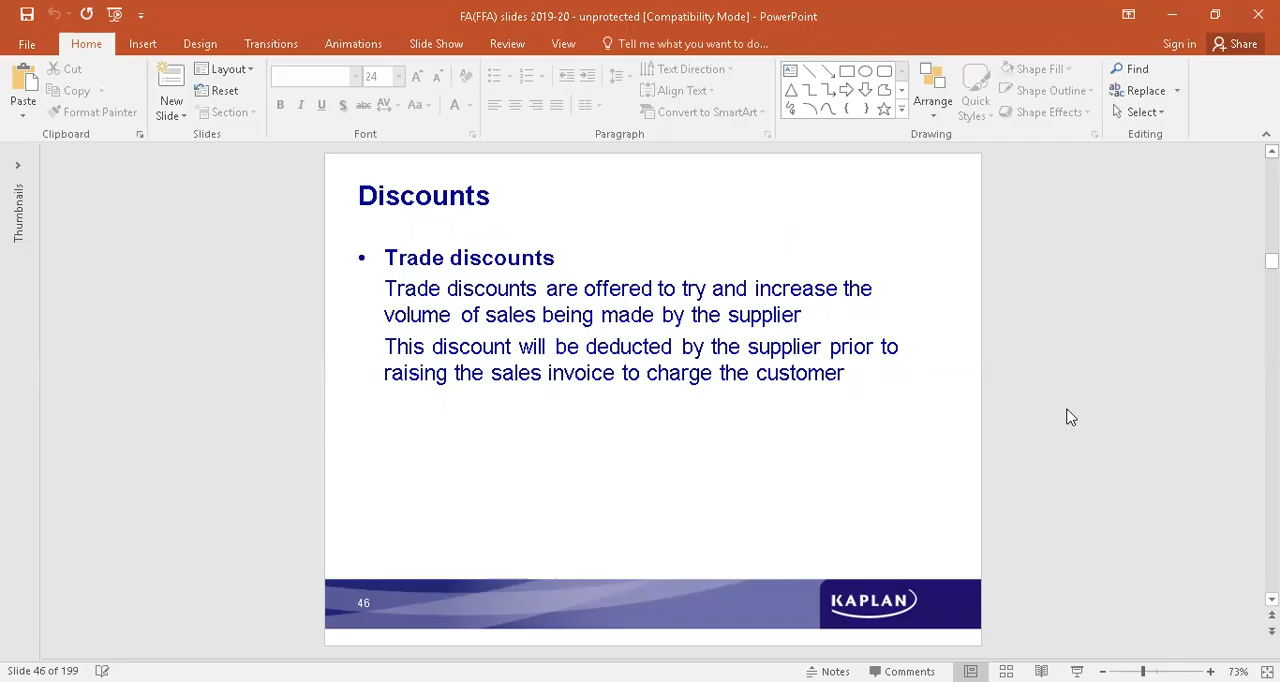 FA(FFA) slides 2019-20 - unprotected [Compatibility Mode] - PowerPoint
File Home Insert Design Transitions Animations Slide Show Review View Tell me what you want to do... Sign in Share
Cut
Copy
Format Painter
Paste
Clipboard
New Slide
Layout
Reset
Section
Slides
24
B I U S abc AV Aa A
Font
Text Direction
Align Text
Convert to SmartArt
Paragraph
Arrange
Quick Styles
Shape Fill
Shape Outline
Shape Effects
Drawing
Find
Replace
Select
Editing
Thumbnails
Discounts
• Trade discounts
Trade discounts are offered to try and increase the
volume of sales being made by the supplier
This discount will be deducted by the supplier prior to
raising the sales invoice to charge the customer
46
KAPLAN
Slide 46 of 199
Notes Comments 73%